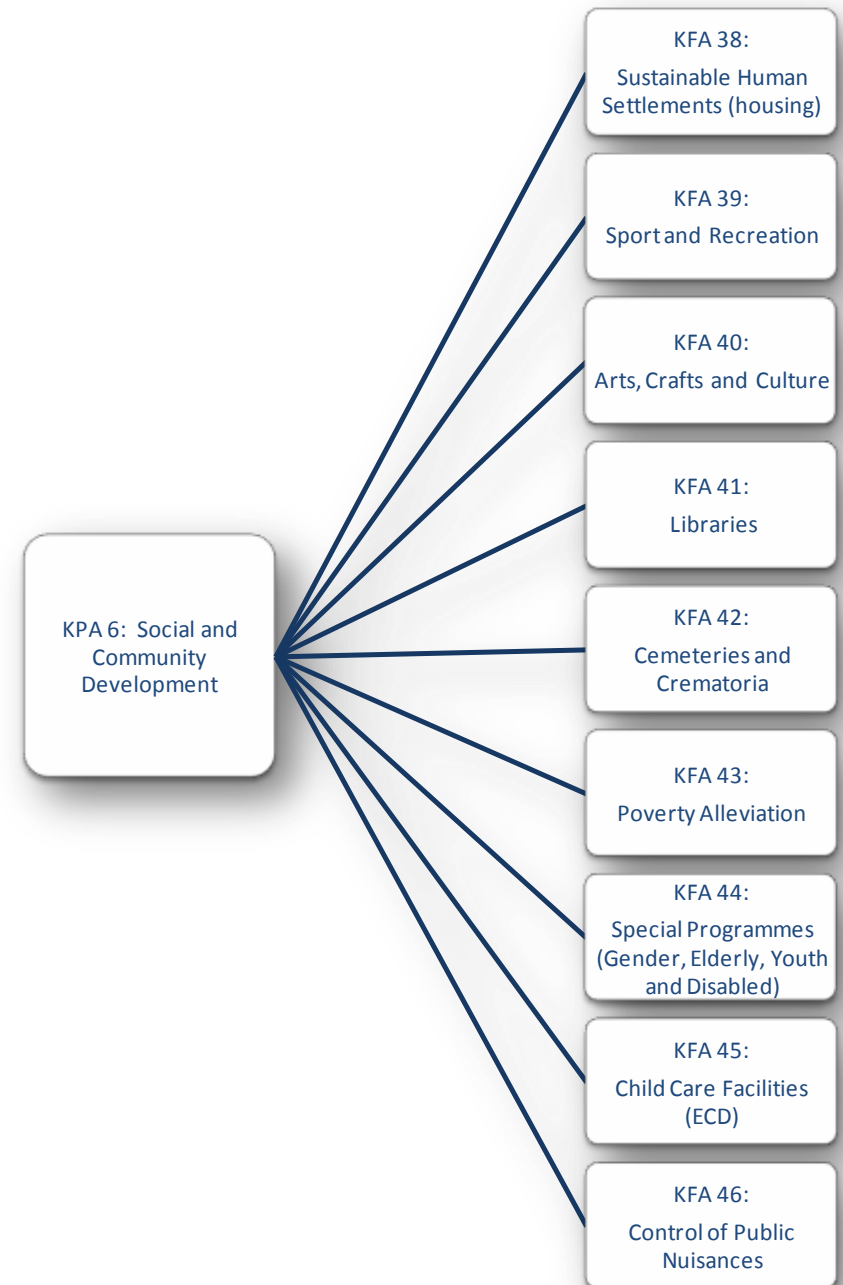 KFA 38:
Sustainable Human
Settlements (housing)
KFA 39:
Sport and Recreation
KFA 40:
Arts, Crafts and Culture
KFA 41:
Libraries
KPA 6: Social and
Community
Development
KFA 42:
Cemeteries and
Crematoria
KFA 43:
Poverty Alleviation
KFA 44:
Special Programmes
(Gender, Elderly, Youth
and Disabled)
KFA 45:
Child Care Facilities
(ECD)
KFA 46:
Control of Public
Nuisances